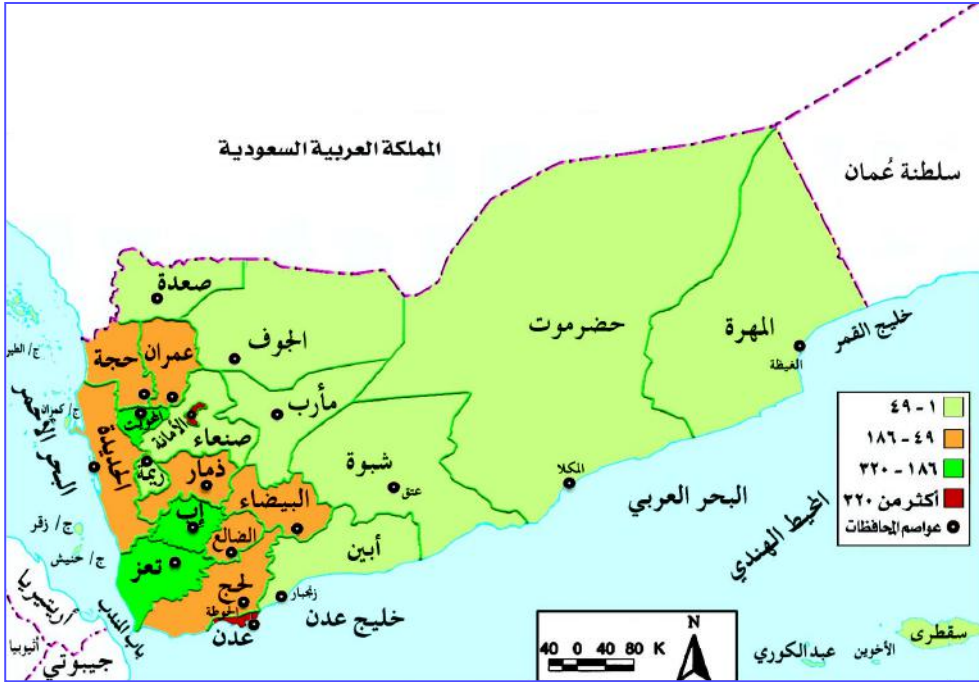 المملكة العربية السعودية
سلطنة عُمان
صعدة
الجوف
حضرموت
المهرة
خليج القمر
الغيظة
حجة
عمران
مأرب
ج/ الطير
ج/ كمران
البحر الأحمر
الحديدة
المحويت
الأمانة
صنعاء
ريمة
ذمار
شبوة
عتق
المكلا
البيضاء
إب
الضالع
أبين
تعز
لحج
الحوطة
عدن
زنجبار
خليج عدن
البحر العربي
المحيط الهندي
ج/ زقر
ج/ حنيش
باب المندب
أريتيريا
أثيوبيا
جيبوتي
١ - ٤٩
٤٩ - ١٨٦
١٨٦ - ٣٢٠
أكثر من ٣٢٠
عواصم المحافظات
N
40 0 40 80 K
سقطرى
الأخوين
عبدالكوري